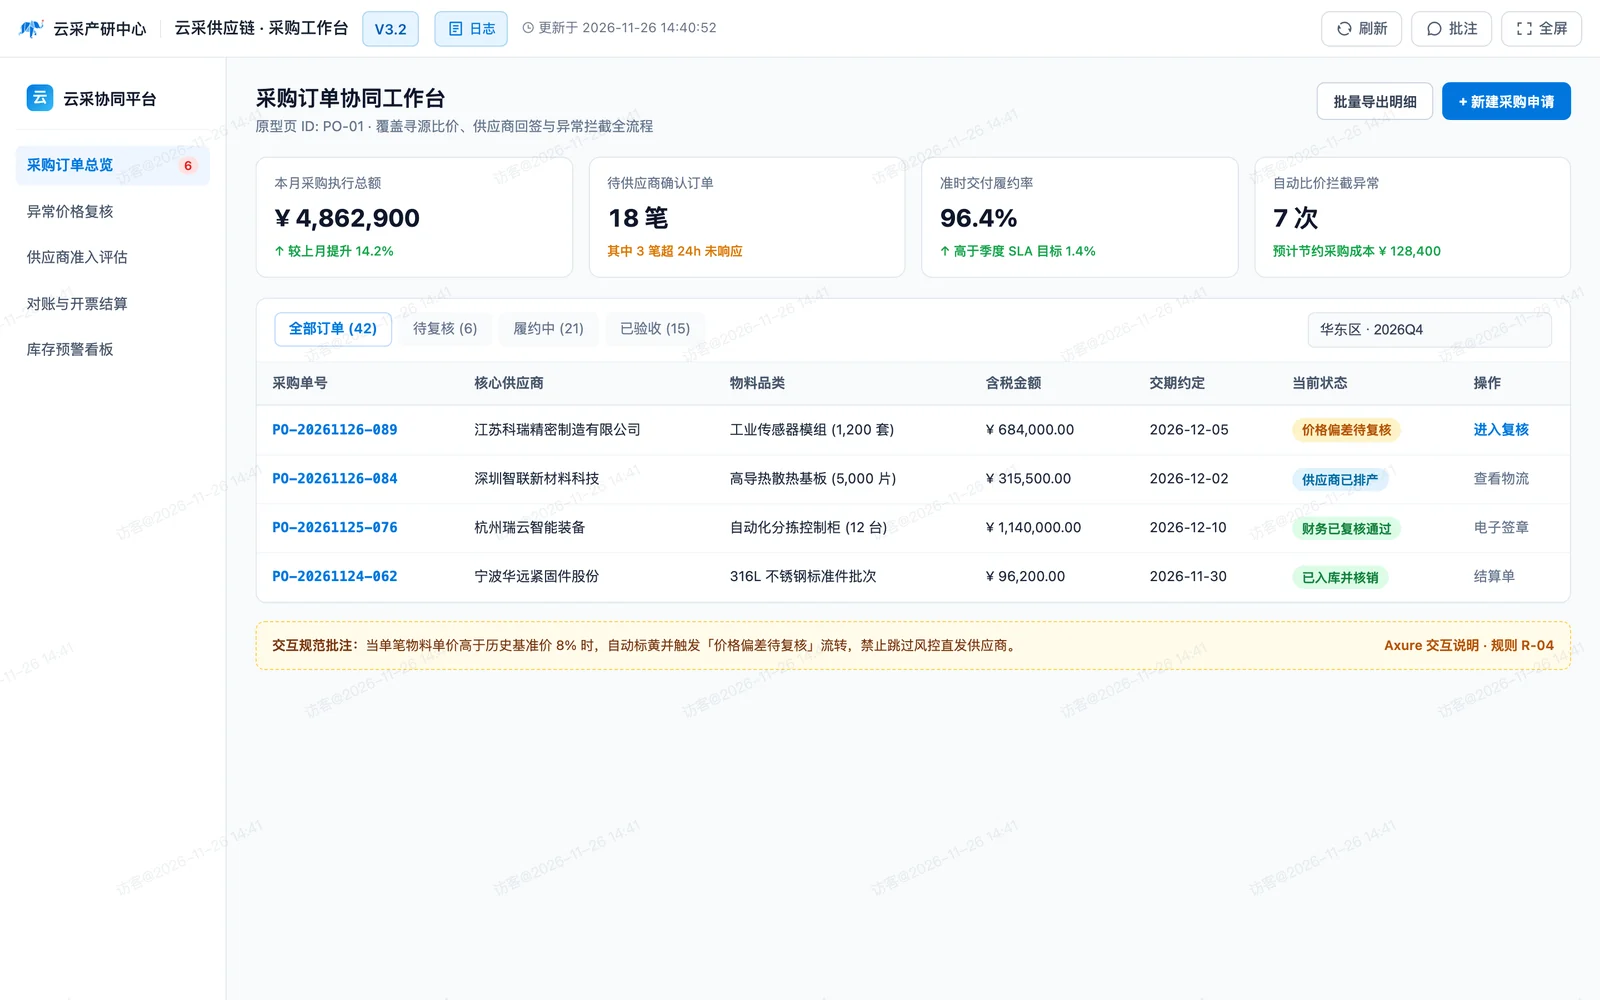 云采产研中心
云采供应链 · 采购工作台
V3.2
日志
更新于 2026-11-26 14:40:52
刷新
批注
全屏
云
云采协同平台
采购订单总览
6
异常价格复核
供应商准入评估
对账与开票结算
库存预警看板
采购订单协同工作台
原型页 ID: PO-01 · 覆盖寻源比价、供应商回签与异常拦截全流程
批量导出明细
+ 新建采购申请
本月采购执行总额
¥ 4,862,900
↑ 较上月提升 14.2%
待供应商确认订单
18 笔
其中 3 笔超 24h 未响应
准时交付履约率
96.4%
↑ 高于季度 SLA 目标 1.4%
自动比价拦截异常
7 次
预计节约采购成本 ¥ 128,400
全部订单 (42)
待复核 (6)
履约中 (21)
已验收 (15)
华东区 · 2026Q4
采购单号 核心供应商 物料品类 含税金额 交期约定 当前状态 操作
PO-20261126-089 江苏科瑞精密制造有限公司 工业传感器模组 (1,200 套) ¥ 684,000.00 2026-12-05 价格偏差待复核 进入复核
PO-20261126-084 深圳智联新材料科技 高导热散热基板 (5,000 片) ¥ 315,500.00 2026-12-02 供应商已排产 查看物流
PO-20261125-076 杭州瑞云智能装备 自动化分拣控制柜 (12 台) ¥ 1,140,000.00 2026-12-10 财务已复核通过 电子签章
PO-20261124-062 宁波华远紧固件股份 316L 不锈钢标准件批次 ¥ 96,200.00 2026-11-30 已入库并核销 结算单
交互规范批注：当单笔物料单价高于历史基准价 8% 时，自动标黄并触发「价格偏差待复核」流转，禁止跳过风控直发供应商。
Axure 交互说明 · 规则 R-04
访客@2026-11-26 14:41